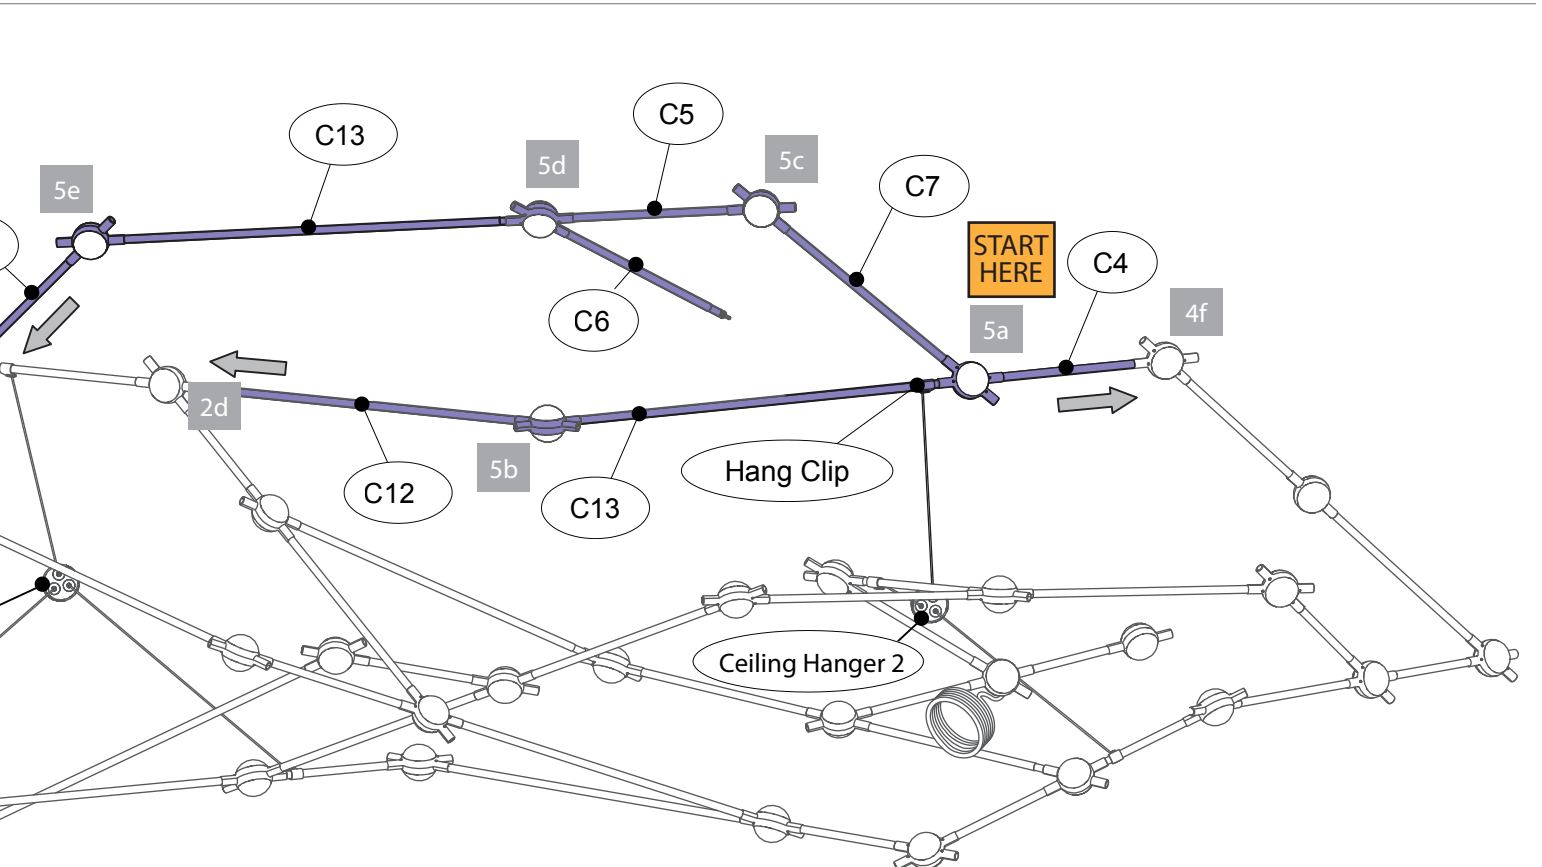 C5
C13
5d
5c
5e
C7
START
HERE
C4
C6
5a
4f
2d
5b
C12
C13
Hang Clip
Ceiling Hanger 2